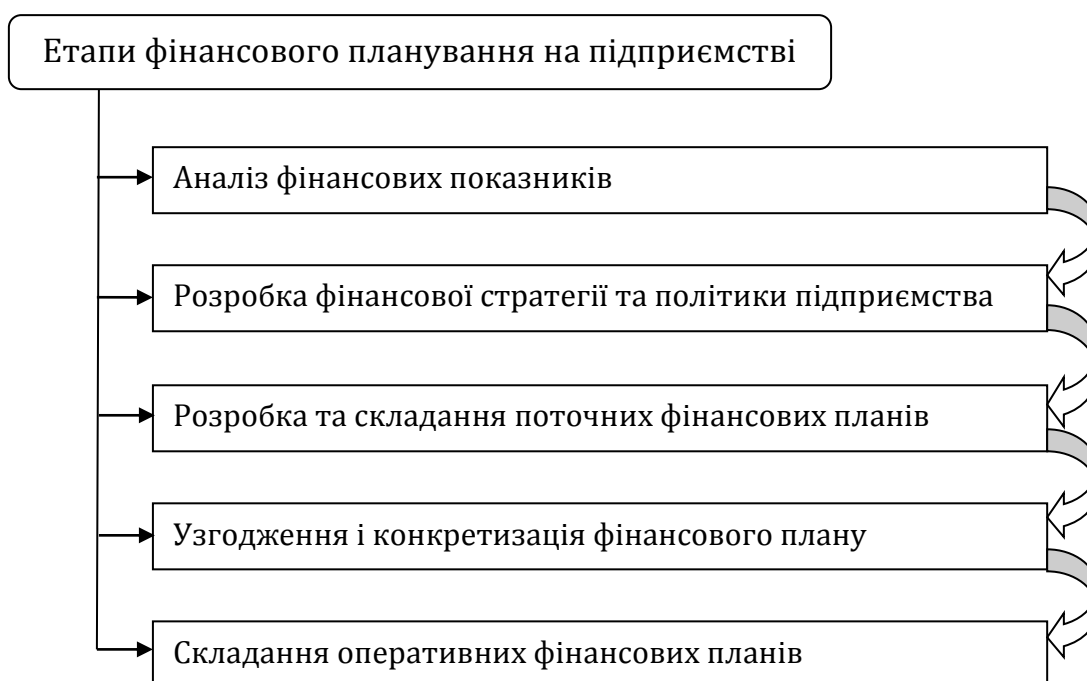 Етапи фінансового планування на підприємстві
Аналіз фінансових показників
Розробка фінансової стратегії та політики підприємства
Розробка та складання поточних фінансових планів
Узгодження і конкретизація фінансового плану
Складання оперативних фінансових планів